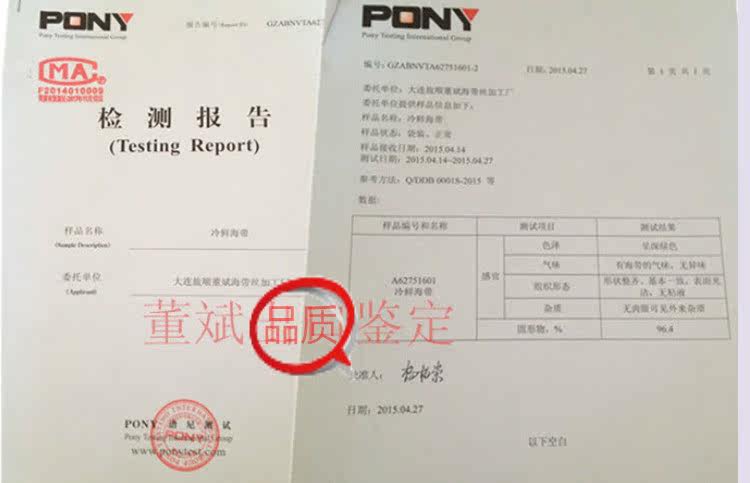 PONY
Pony Testing International Group
报告编号(Report ID)
GZABNVTA627
MA
F2014010009
检测报告
(Testing Report)
样品名称
(Sample Description)
冷鲜海带
委托单位
(Applicant)
大连旅顺董斌海带丝加工厂
PONY 谱尼测试
Pony Testing International Group
www.ponytest.com
PONY
Pony Testing International Group
编号:GZABNVTA62751601-2
日期:2015.04.27
第 1 页 共 1 页
委托单位:大连旅顺董斌海带丝加工厂
委托单位提供样品信息如下:
样品名称:冷鲜海带
样品状态:袋装、正常
样品接收日期:2015.04.14
测试日期:2015.04.14~2015.04.27
参考方法:Q/DDB 0001S-2015 等
数据:
样品编号和名称 测试项目 测试结果
A62751601
冷鲜海带
感官
色泽 呈深绿色
气味 有海带的气味,无异味
组织形态 形状整齐、基本一致,表面光洁,无粘液
杂质 无肉眼可见外来杂质
固形物,% 96.4
董斌品质鉴定
批准人:
日期:2015.04.27
以下空白